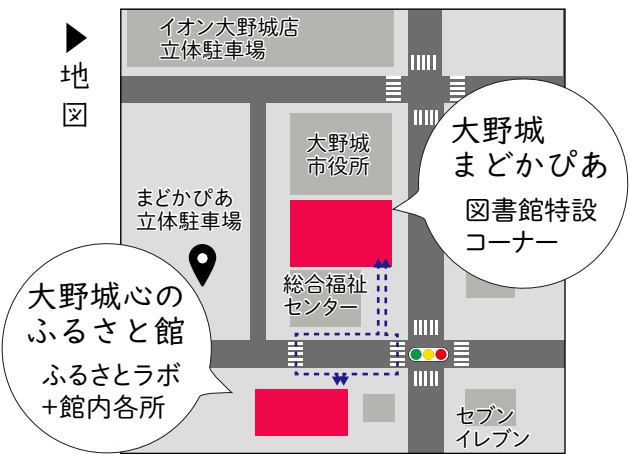 ▶地図
イオン大野城店
立体駐車場
大野城
市役所
大野城
まどかぴあ
図書館特設
コーナー
まどかぴあ
立体駐車場
総合福祉
センター
大野城心の
ふるさと館
ふるさとラボ
+館内各所
セブン
イレブン